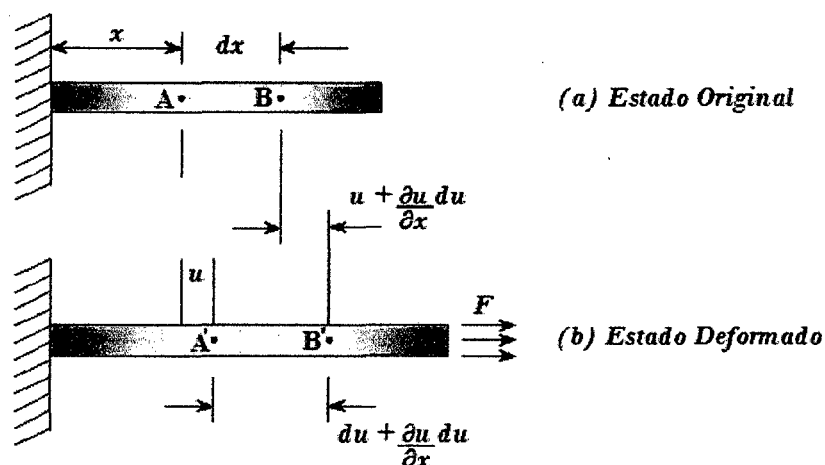 x dx
A B
(a) Estado Original
u + ∂u/∂x du
u
F
A' B'
(b) Estado Deformado
du + ∂u/∂x du